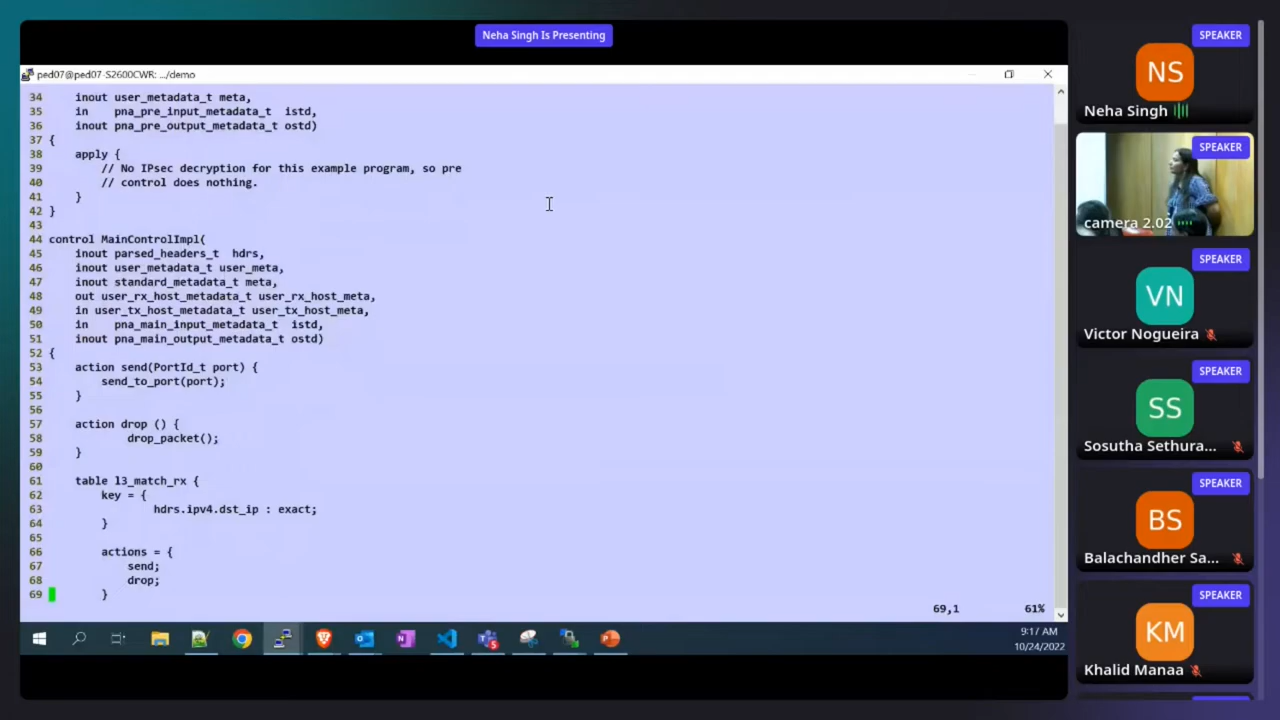 Neha Singh Is Presenting
ped07@ped07-S2600CWR: .../demo
34 inout user_metadata_t meta,
35 in pna_pre_input_metadata_t istd,
36 inout pna_pre_output_metadata_t ostd)
37 {
38 apply {
39 // No IPsec decryption for this example program, so pre
40 // control does nothing.
41 }
42 }
43
44 control MainControlImpl(
45 inout parsed_headers_t hdrs,
46 inout user_metadata_t user_meta,
47 inout standard_metadata_t meta,
48 out user_rx_host_metadata_t user_rx_host_meta,
49 in user_tx_host_metadata_t user_tx_host_meta,
50 in pna_main_input_metadata_t istd,
51 inout pna_main_output_metadata_t ostd)
52 {
53 action send(PortId_t port) {
54 send_to_port(port);
55 }
56
57 action drop () {
58 drop_packet();
59 }
60
61 table l3_match_rx {
62 key = {
63 hdrs.ipv4.dst_ip : exact;
64 }
65
66 actions = {
67 send;
68 drop;
69 }
69,1 61%
9:17 AM
10/24/2022
SPEAKER
NS
Neha Singh
SPEAKER
camera 2.02
SPEAKER
VN
Victor Nogueira
SPEAKER
SS
Sosutha Sethura...
SPEAKER
BS
Balachandher Sa...
SPEAKER
KM
Khalid Manaa